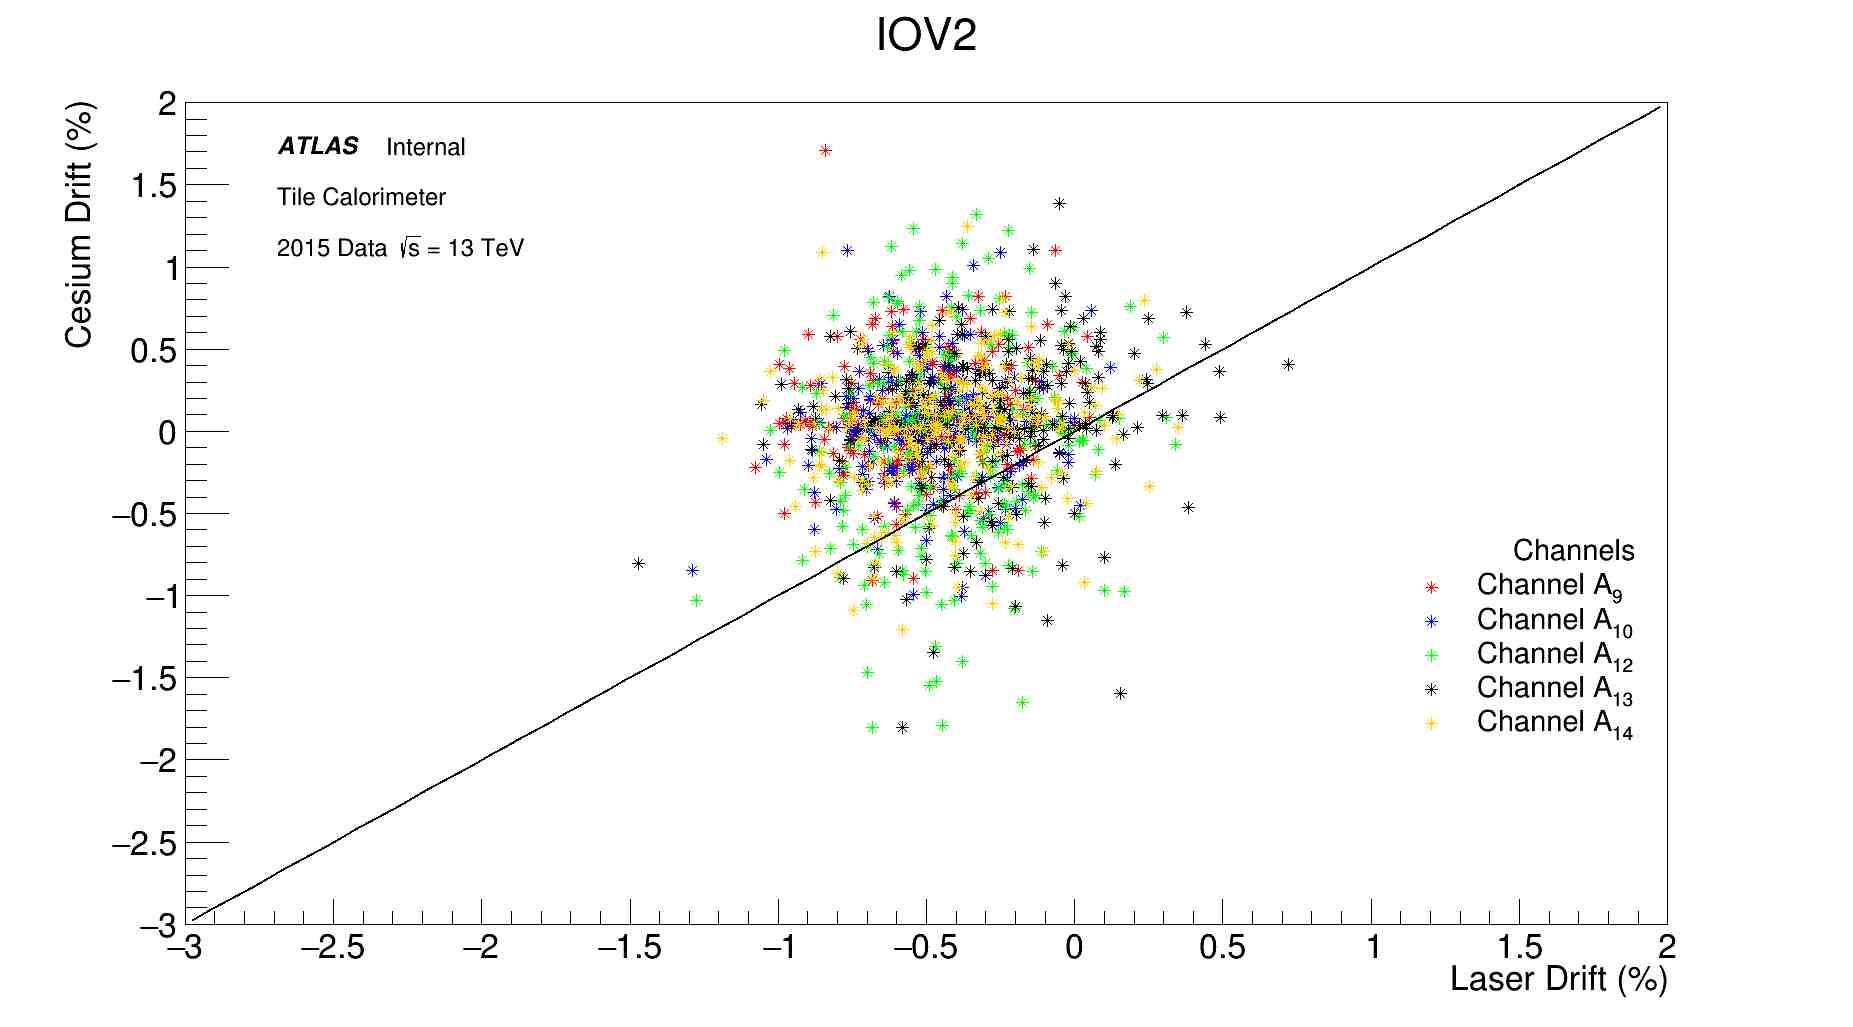 IOV2
Cesium Drift (%)
2
1.5
1
0.5
0
−0.5
−1
−1.5
−2
−2.5
−3
ATLAS Internal
Tile Calorimeter
2015 Data √s = 13 TeV
Channels
Channel A9
Channel A10
Channel A12
Channel A13
Channel A14
−3 −2.5 −2 −1.5 −1 −0.5 0 0.5 1 1.5 2
Laser Drift (%)